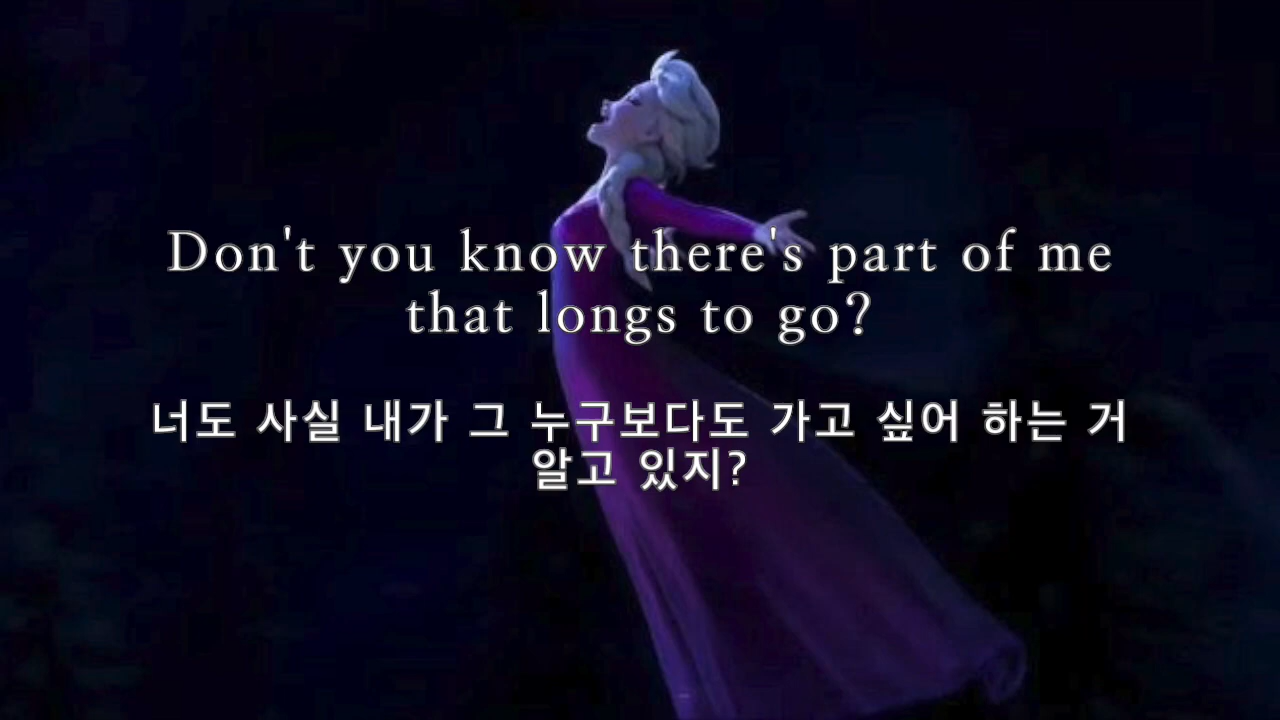 Don't you know there's part of me
that longs to go?
너도 사실 내가 그 누구보다도 가고 싶어 하는 거
알고 있지?